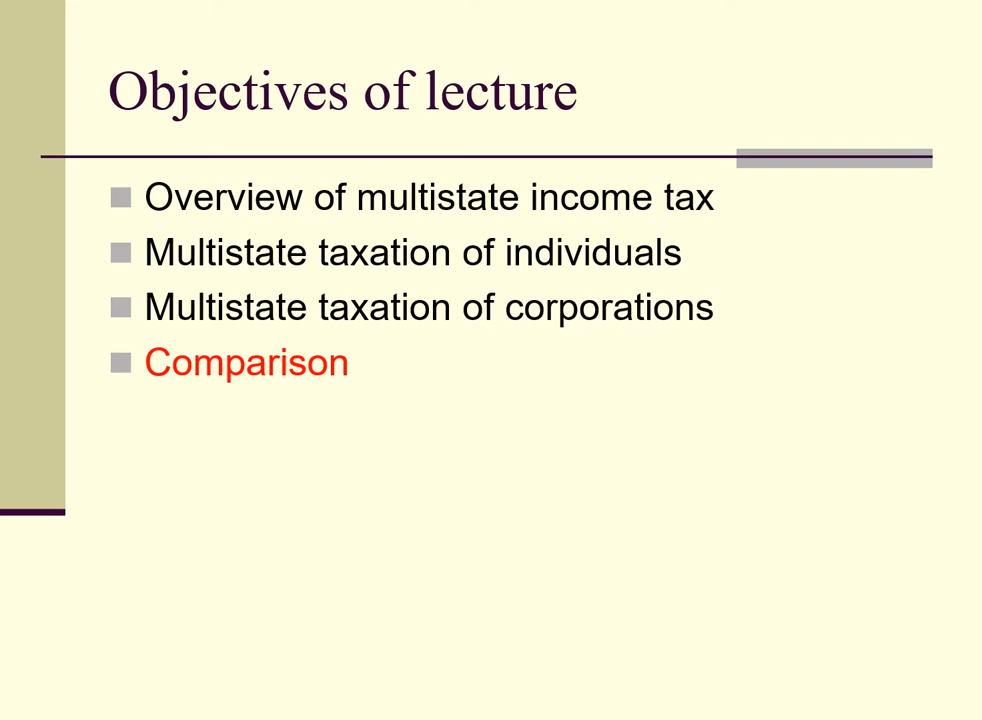 Objectives of lecture
Overview of multistate income tax
Multistate taxation of individuals
Multistate taxation of corporations
Comparison